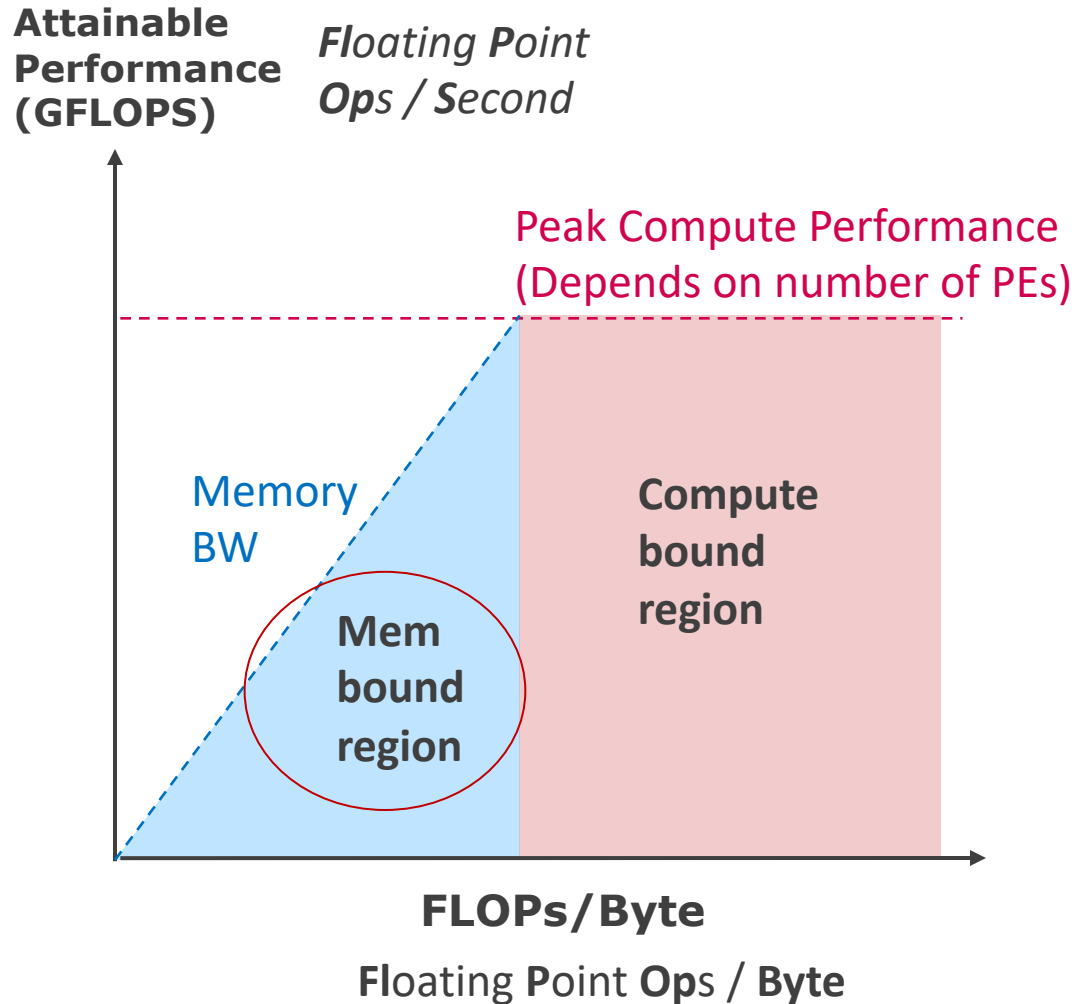 Attainable
Performance
(GFLOPS)
Floating Point
Ops / Second
Peak Compute Performance
(Depends on number of PEs)
Memory
BW
Compute
bound
region
Mem
bound
region
FLOPs/Byte
Floating Point Ops / Byte